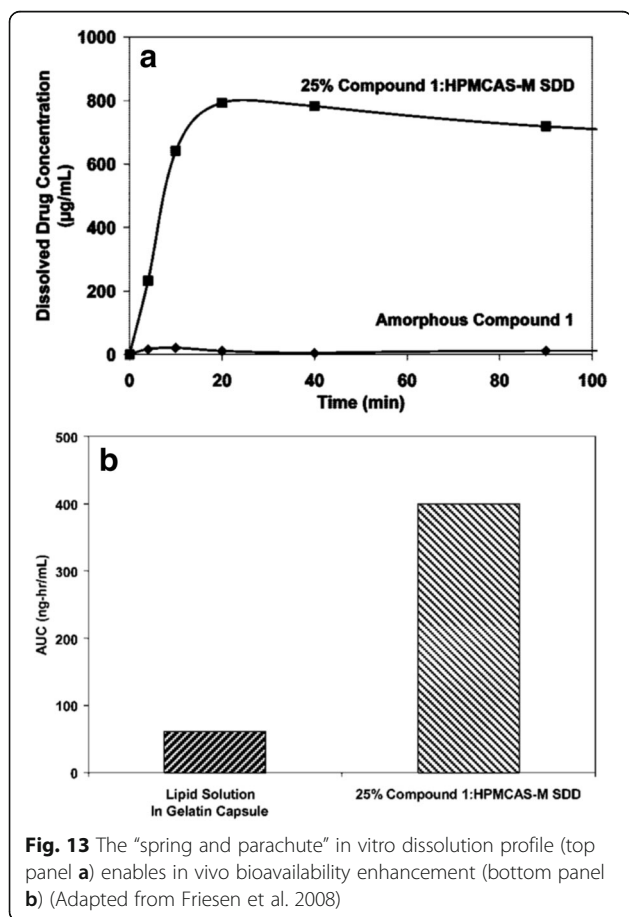 1000
a
25% Compound 1:HPMCAS-M SDD
800
600
400
200
0
Dissolved Drug Concentration
(µg/mL)
Amorphous Compound 1
0 20 40 60 80 100
Time (min)
500
b
400
300
200
100
0
AUC (ng-hr/mL)
Lipid Solution
In Gelatin Capsule
25% Compound 1:HPMCAS-M SDD
Fig. 13 The “spring and parachute” in vitro dissolution profile (top
panel a) enables in vivo bioavailability enhancement (bottom panel
b) (Adapted from Friesen et al. 2008)